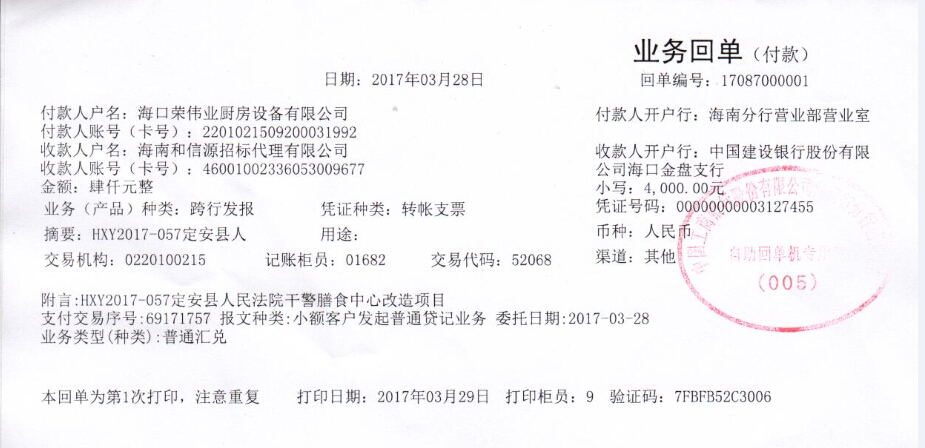 业务回单（付款）
日期：2017年03月28日
回单编号：17087000001
付款人户名：海口荣伟业厨房设备有限公司
付款人开户行：海南分行营业部营业室
付款人账号（卡号）：2201021509200031992
收款人户名：海南和信源招标代理有限公司
收款人开户行：中国建设银行股份有限
收款人账号（卡号）：46001002336053009677
公司海口金盘支行
金额：肆仟元整
小写：4,000.00元
业务（产品）种类：跨行发报 凭证种类：转帐支票
凭证号码：00000000003127455
摘要：HXY2017-057定安县人 用途：
币种：人民币
交易机构：0220100215 记账柜员：01682 交易代码：52068
渠道：其他
自助回单机专用
(005)
附言:HXY2017-057定安县人民法院干警膳食中心改造项目
支付交易序号:69171757 报文种类:小额客户发起普通贷记业务 委托日期:2017-03-28
业务类型(种类):普通汇兑
本回单为第1次打印，注意重复 打印日期：2017年03月29日 打印柜员：9 验证码：7FBFB52C3006